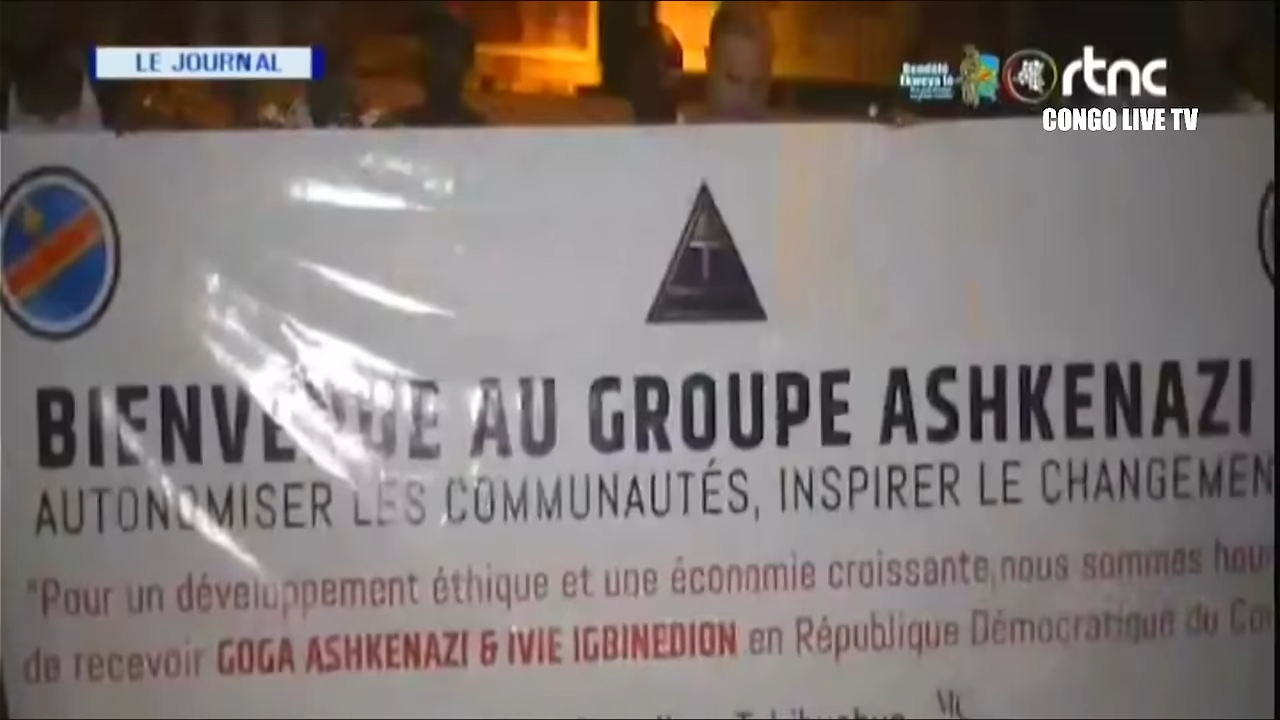 LE JOURNAL
rtnc
CONGO LIVE TV
T
BIENVENUE AU GROUPE ASHKENAZI
AUTONOMISER LES COMMUNAUTÉS, INSPIRER LE CHANGEMEN
"Pour un développement éthique et une économie croissante, nous sommes
de recevoir GOGA ASHKENAZI & IVIE IGBINEDION en République Démocratique du Co